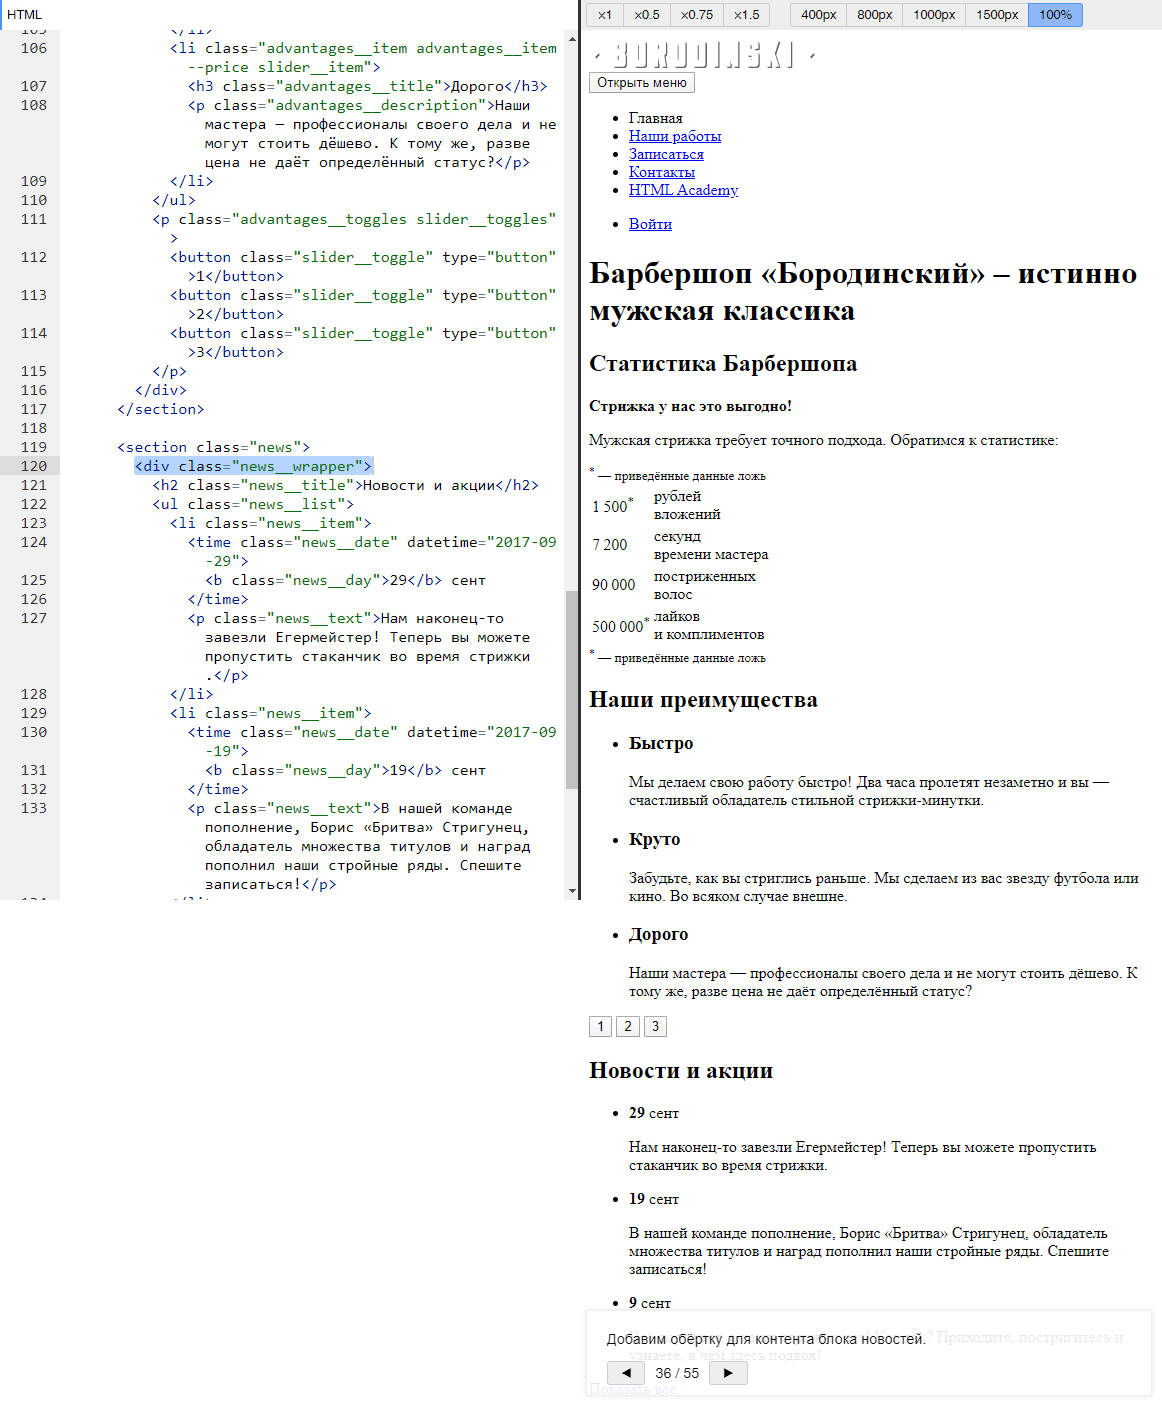 HTML
105 </li>
106 <li class="advantages__item advantages__item
--price slider__item">
107 <h3 class="advantages__title">Дорого</h3>
108 <p class="advantages__description">Наши
мастера — профессионалы своего дела и не
могут стоить дёшево. К тому же, разве
цена не даёт определённый статус?</p>
109 </li>
110 </ul>
111 <p class="advantages__toggles slider__toggles"
>
112 <button class="slider__toggle" type="button"
>1</button>
113 <button class="slider__toggle" type="button"
>2</button>
114 <button class="slider__toggle" type="button"
>3</button>
115 </p>
116 </div>
117 </section>
118
119 <section class="news">
120 <div class="news__wrapper">
121 <h2 class="news__title">Новости и акции</h2>
122 <ul class="news__list">
123 <li class="news__item">
124 <time class="news__date" datetime="2017-09
-29">
125 <b class="news__day">29</b> сент
126 </time>
127 <p class="news__text">Нам наконец-то
завезли Егермейстер! Теперь вы можете
пропустить стаканчик во время стрижки
.</p>
128 </li>
129 <li class="news__item">
130 <time class="news__date" datetime="2017-09
-19">
131 <b class="news__day">19</b> сент
132 </time>
133 <p class="news__text">В нашей команде
пополнение, Борис «Бритва» Стригунец,
обладатель множества титулов и наград
пополнил наши стройные ряды. Спешите
записаться!</p>
134 </li>
×1 ×0.5 ×0.75 ×1.5 400px 800px 1000px 1500px 100%
· BORODINSKI ·
Открыть меню
• Главная
• Наши работы
• Записаться
• Контакты
• HTML Academy
• Войти
Барбершоп «Бородинский» – истинно
мужская классика
Статистика Барбершопа
Стрижка у нас это выгодно!
Мужская стрижка требует точного подхода. Обратимся к статистике:
* — приведённые данные ложь
1 500* рублей
вложений
7 200 секунд
времени мастера
90 000 постриженных
волос
500 000* лайков
и комплиментов
* — приведённые данные ложь
Наши преимущества
• Быстро
Мы делаем свою работу быстро! Два часа пролетят незаметно и вы —
счастливый обладатель стильной стрижки-минутки.
• Круто
Забудьте, как вы стриглись раньше. Мы сделаем из вас звезду футбола или
кино. Во всяком случае внешне.
• Дорого
Наши мастера — профессионалы своего дела и не могут стоить дёшево. К
тому же, разве цена не даёт определённый статус?
1 2 3
Новости и акции
• 29 сент
Нам наконец-то завезли Егермейстер! Теперь вы можете пропустить
стаканчик во время стрижки.
• 19 сент
В нашей команде пополнение, Борис «Бритва» Стригунец, обладатель
множества титулов и наград пополнил наши стройные ряды. Спешите
записаться!
• 9 сент
Добавим обёртку для контента блока новостей.
? Приходите, постригитесь и
узнаете, в чём здесь подвох!
◄ 36 / 55 ►
Показать все